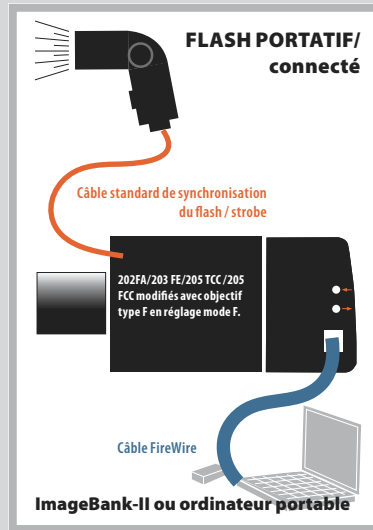 FLASH PORTATIF/
connecté
Câble standard de synchronisation
du flash / strobe
202FA/203 FE/205 TCC /205
FCC modifiés avec objectif
type F en réglage mode F.
Câble FireWire
ImageBank-II ou ordinateur portable